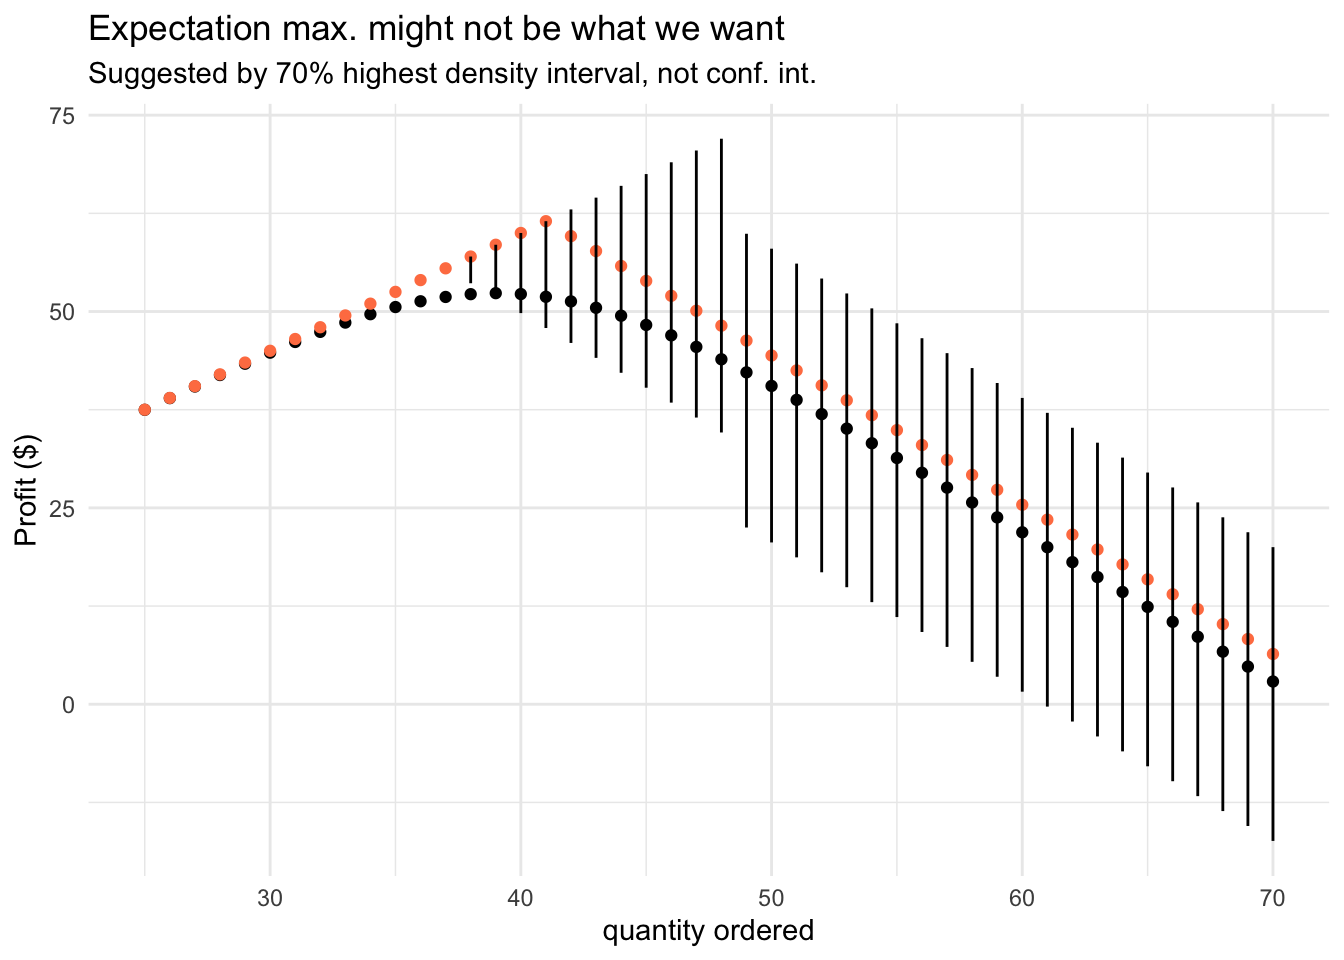 Expectation max. might not be what we want
Suggested by 70% highest density interval, not conf. int.
75
50
25
0
Profit ($)
30
40
50
60
70
quantity ordered